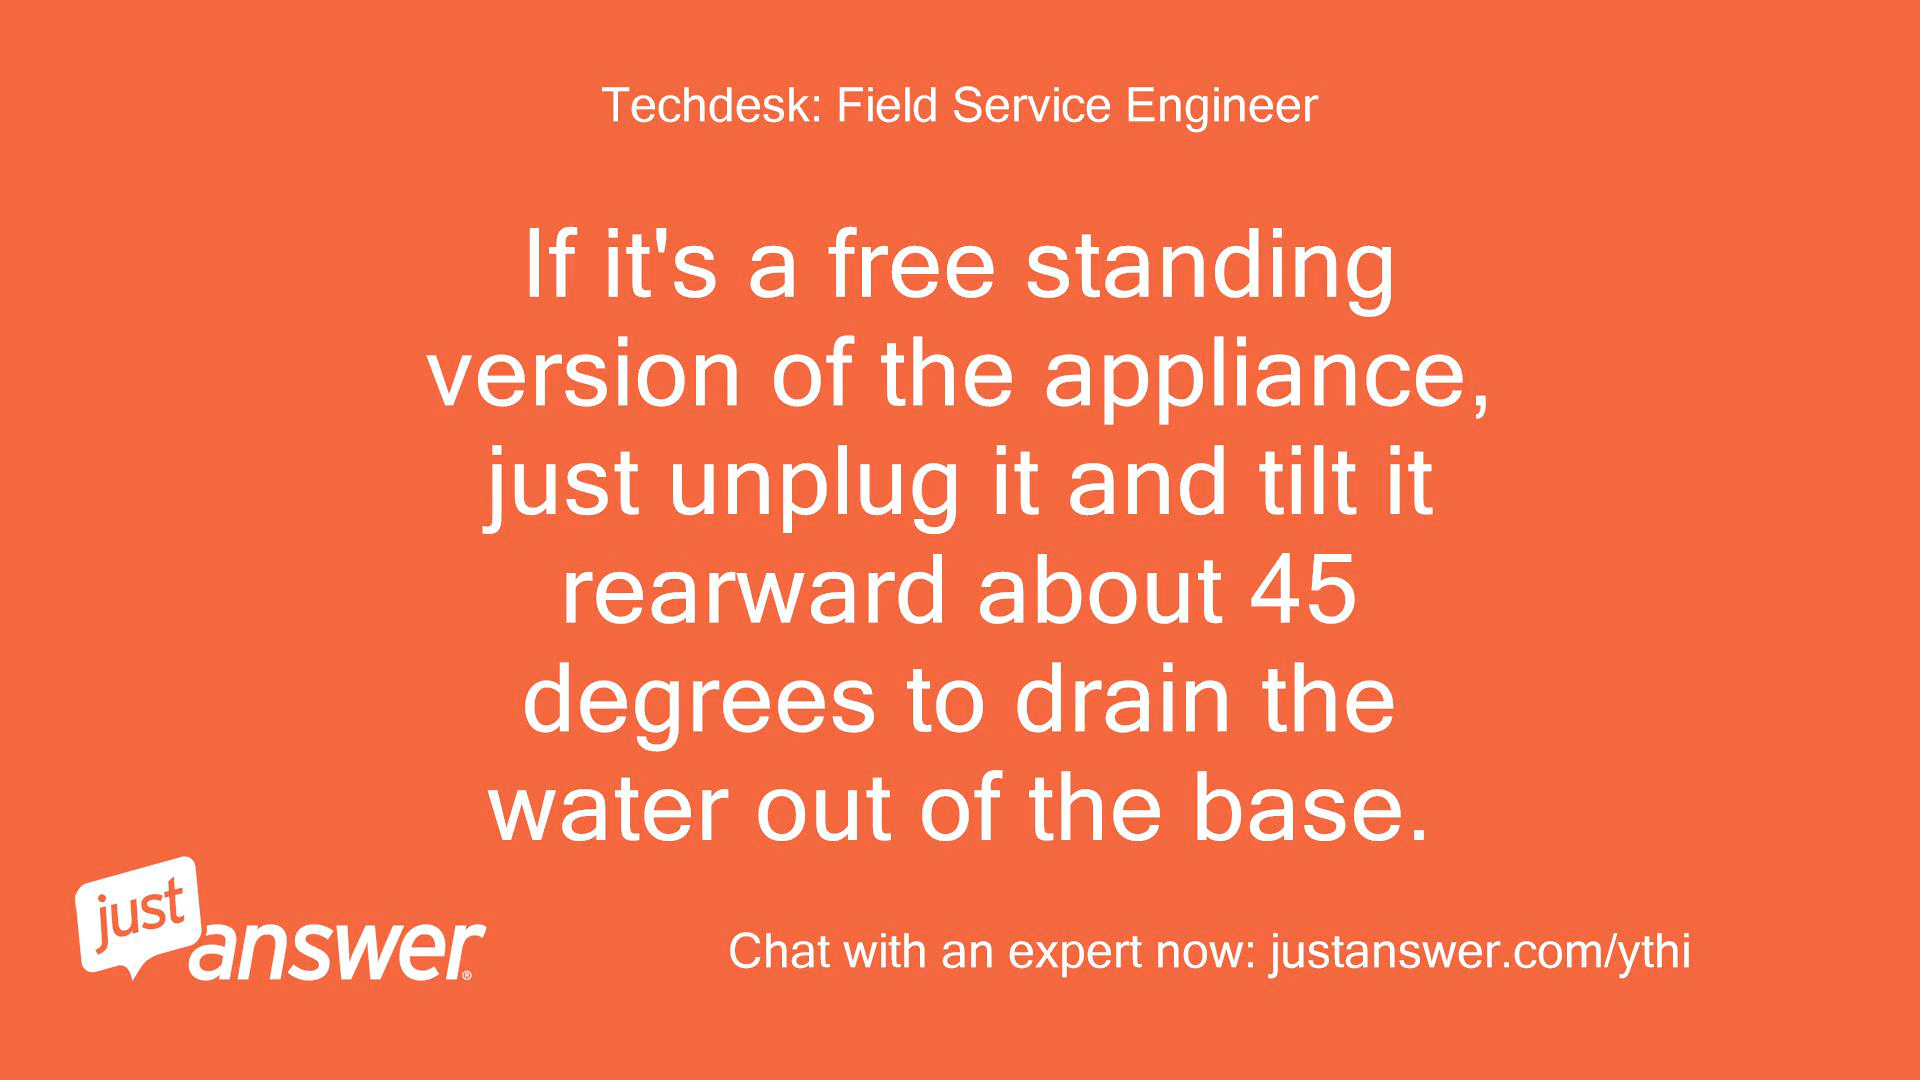 Techdesk: Field Service Engineer
If it's a free standing
version of the appliance,
just unplug it and tilt it
rearward about 45
degrees to drain the
water out of the base.
just
answer®
Chat with an expert now: justanswer.com/ythi